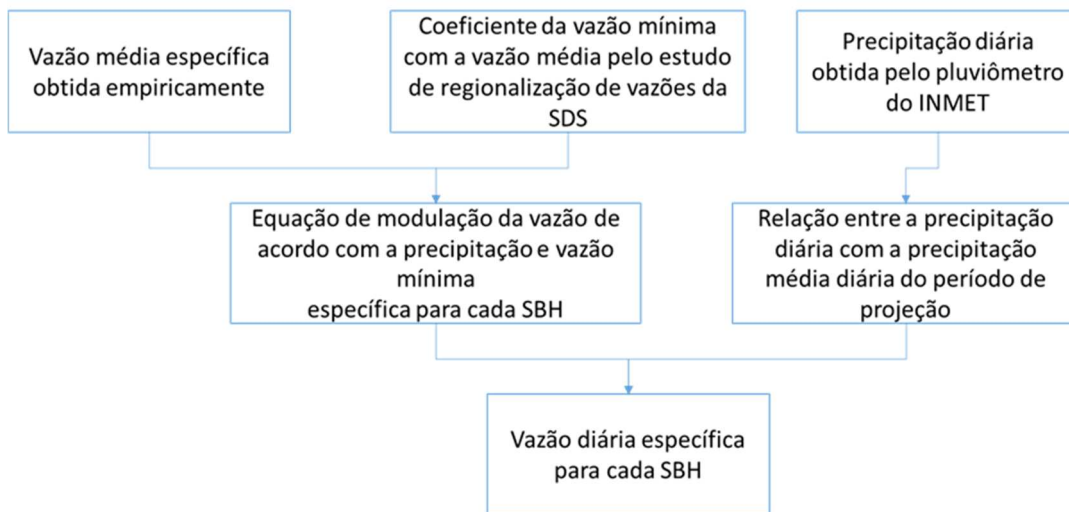 Vazão média específica
obtida empiricamente
Coeficiente da vazão mínima
com a vazão média pelo estudo
de regionalização de vazões da
SDS
Precipitação diária
obtida pelo pluviômetro
do INMET
Equação de modulação da vazão de
acordo com a precipitação e vazão
mínima
específica para cada SBH
Relação entre a precipitação
diária com a precipitação
média diária do período de
projeção
Vazão diária específica
para cada SBH